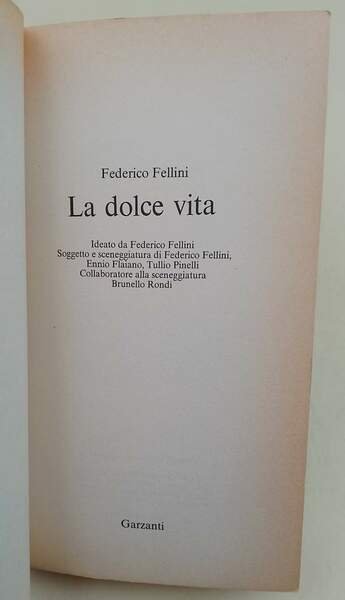 Federico Fellini
La dolce vita
Ideato da Federico Fellini
Soggetto e sceneggiatura di Federico Fellini,
Ennio Flaiano, Tullio Pinelli
Collaboratore alla sceneggiatura
Brunello Rondi
Garzanti